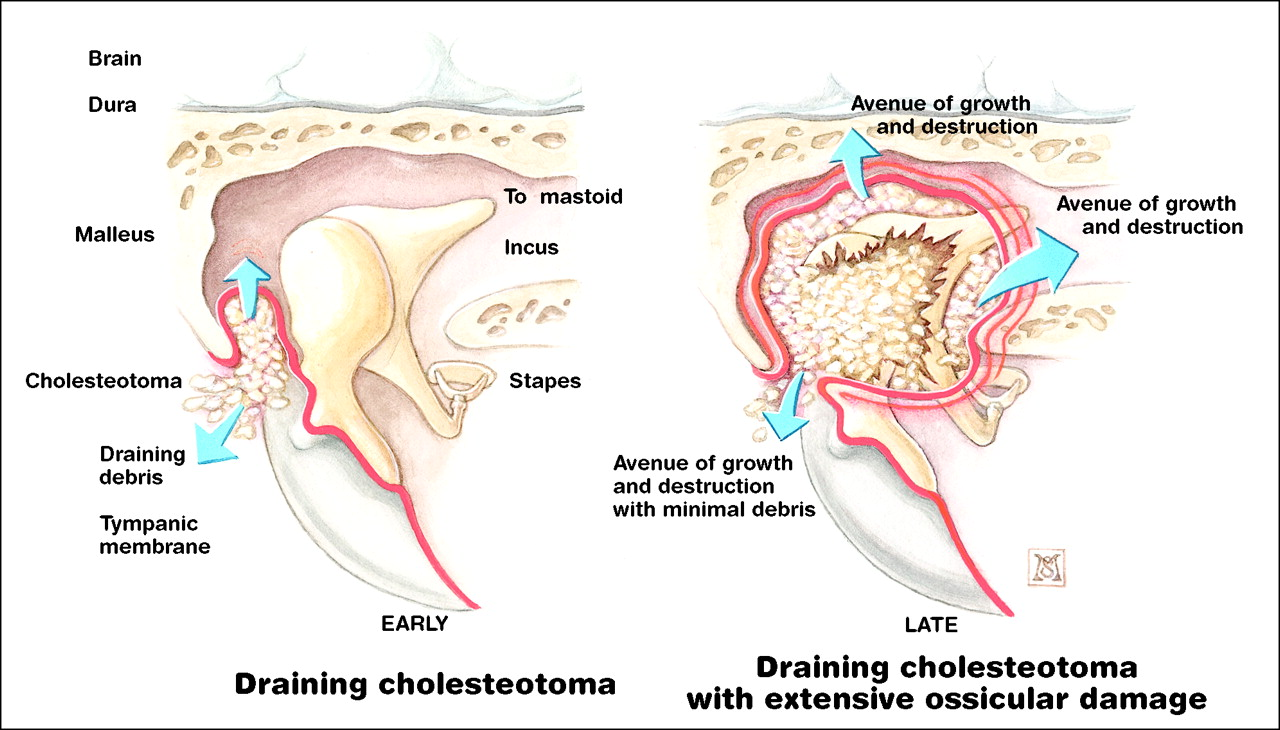 Brain
Dura
To mastoid
Malleus
Incus
Cholesteotoma
Stapes
Draining
debris
Tympanic
membrane
EARLY
Draining cholesteotoma
Avenue of growth
and destruction
Avenue of growth
and destruction
Avenue of growth
and destruction
with minimal debris
LATE
Draining cholesteotoma
with extensive ossicular damage